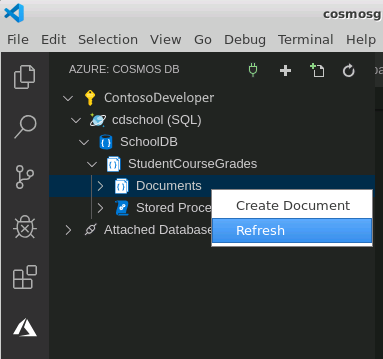 cosmosg
File Edit Selection View Go Debug Terminal Help
AZURE: COSMOS DB
ContosoDeveloper
cdschool (SQL)
SchoolDB
StudentCourseGrades
Documents
Create Document
Stored Proce
Refresh
Attached Database